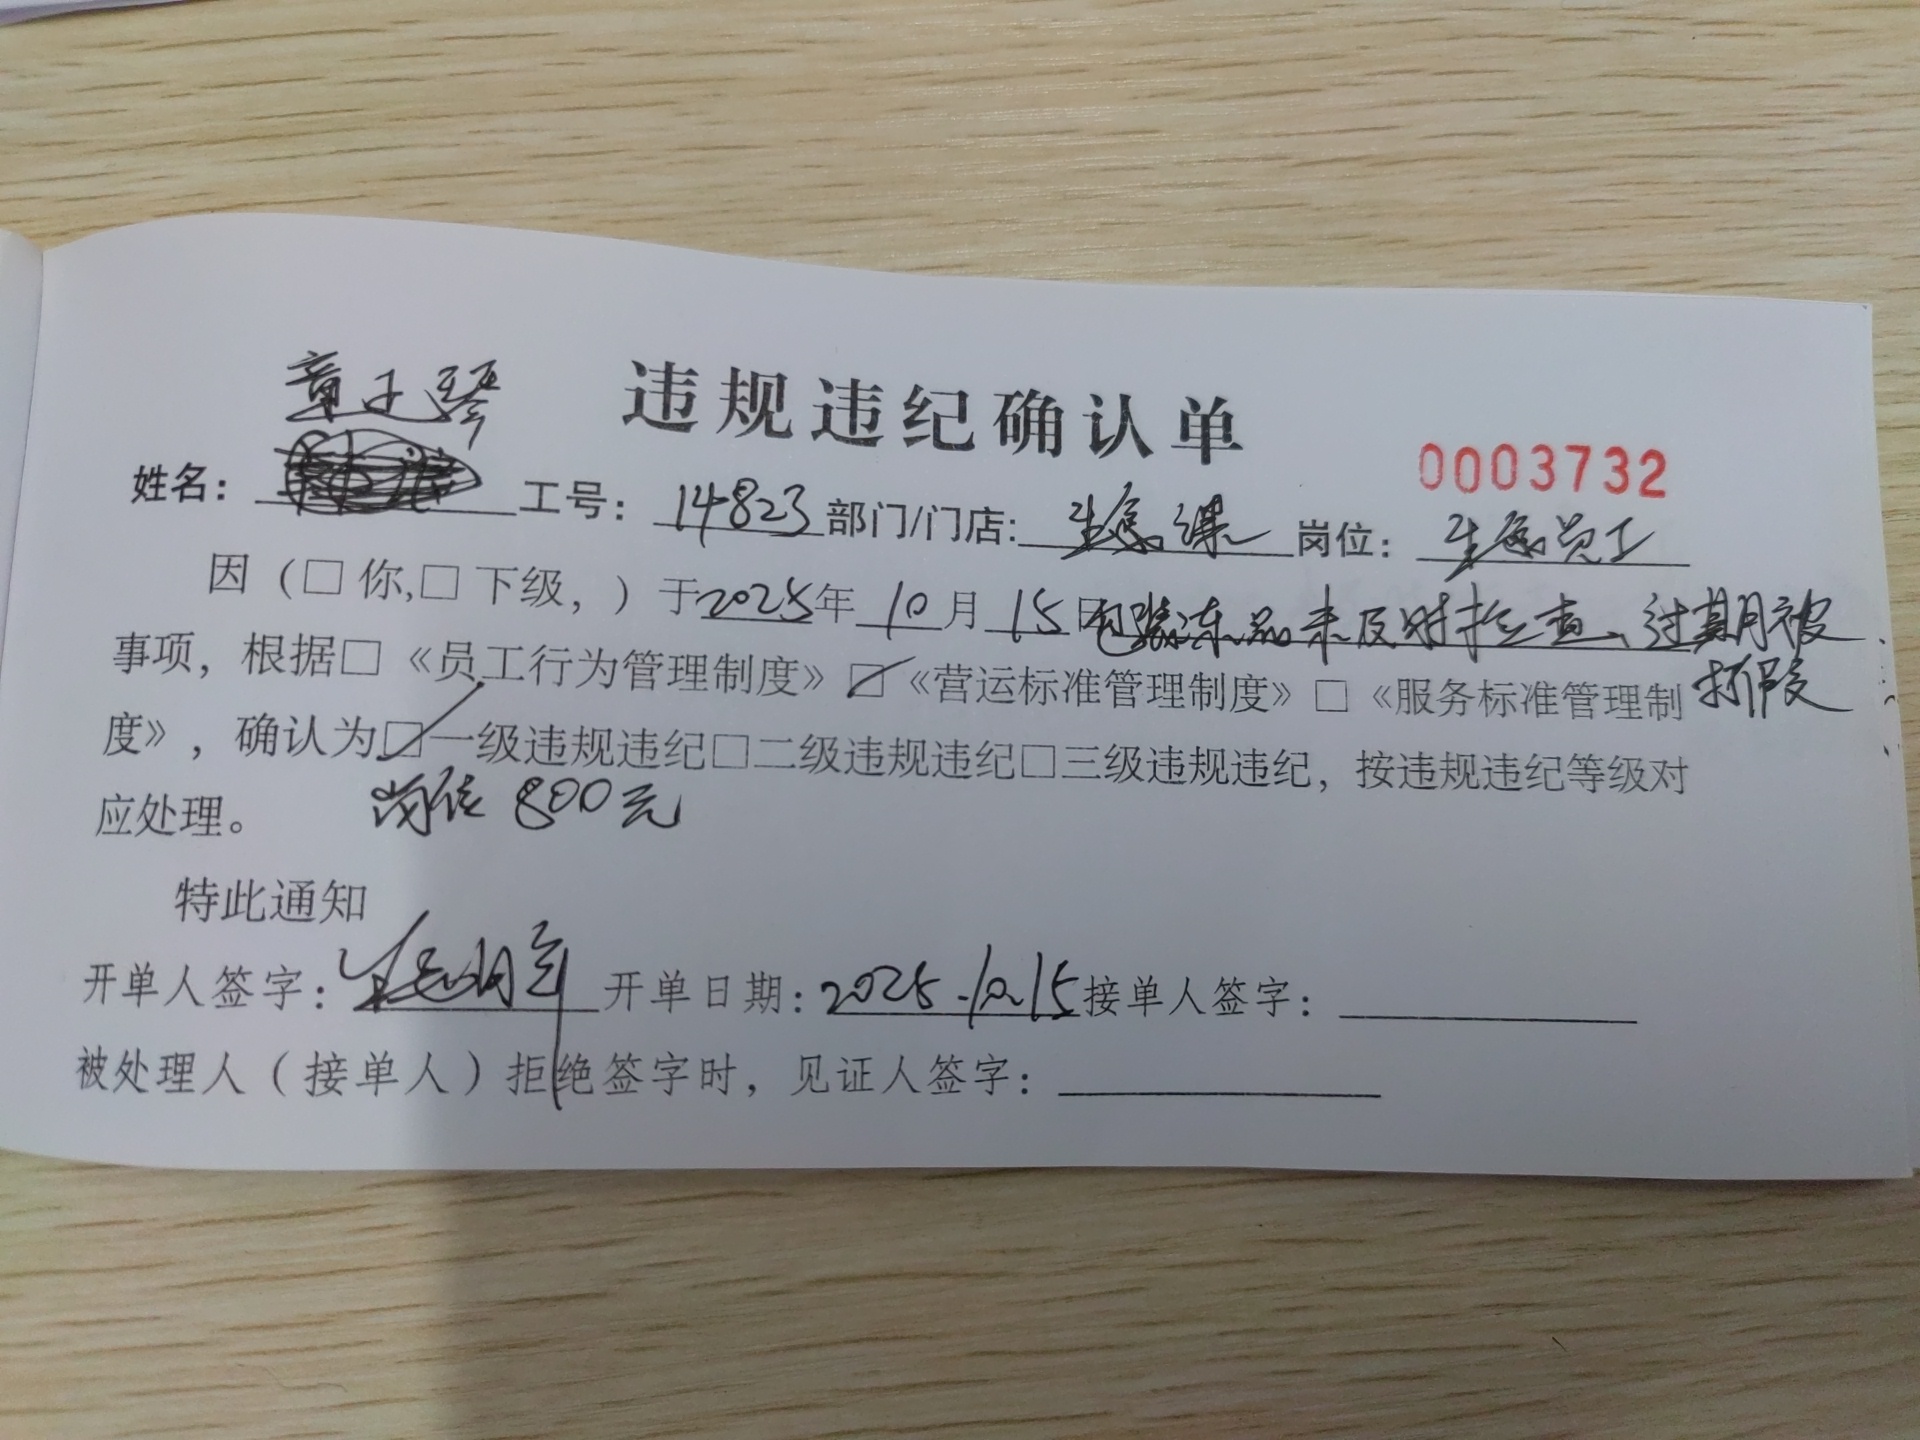 违规违纪确认单
0003732
姓名： 章 琴 工号： 14823 部门/门店: 生鲜课 岗位： 生鲜员工
因（□ 你,□ 下级，）于2025年 10 月 15 日包装冻品未及时检查、过期被
打假
事项，根据□《员工行为管理制度》☑《营运标准管理制度》□《服务标准管理制
度》，确认为☑一级违规违纪□二级违规违纪□三级违规违纪，按违规违纪等级对
应处理。 800元
特此通知
开单人签字: 开单日期: 2025.10.15 接单人签字:
被处理人（接单人）拒绝签字时，见证人签字: